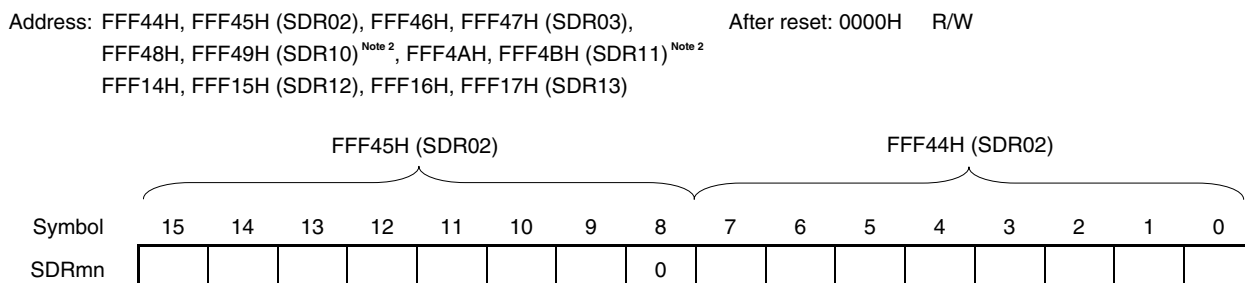 Address: FFF44H, FFF45H (SDR02), FFF46H, FFF47H (SDR03), After reset: 0000H R/W
FFF48H, FFF49H (SDR10) Note 2, FFF4AH, FFF4BH (SDR11) Note 2
FFF14H, FFF15H (SDR12), FFF16H, FFF17H (SDR13)
FFF45H (SDR02) FFF44H (SDR02)
Symbol 15 14 13 12 11 10 9 8 7 6 5 4 3 2 1 0
SDRmn 0